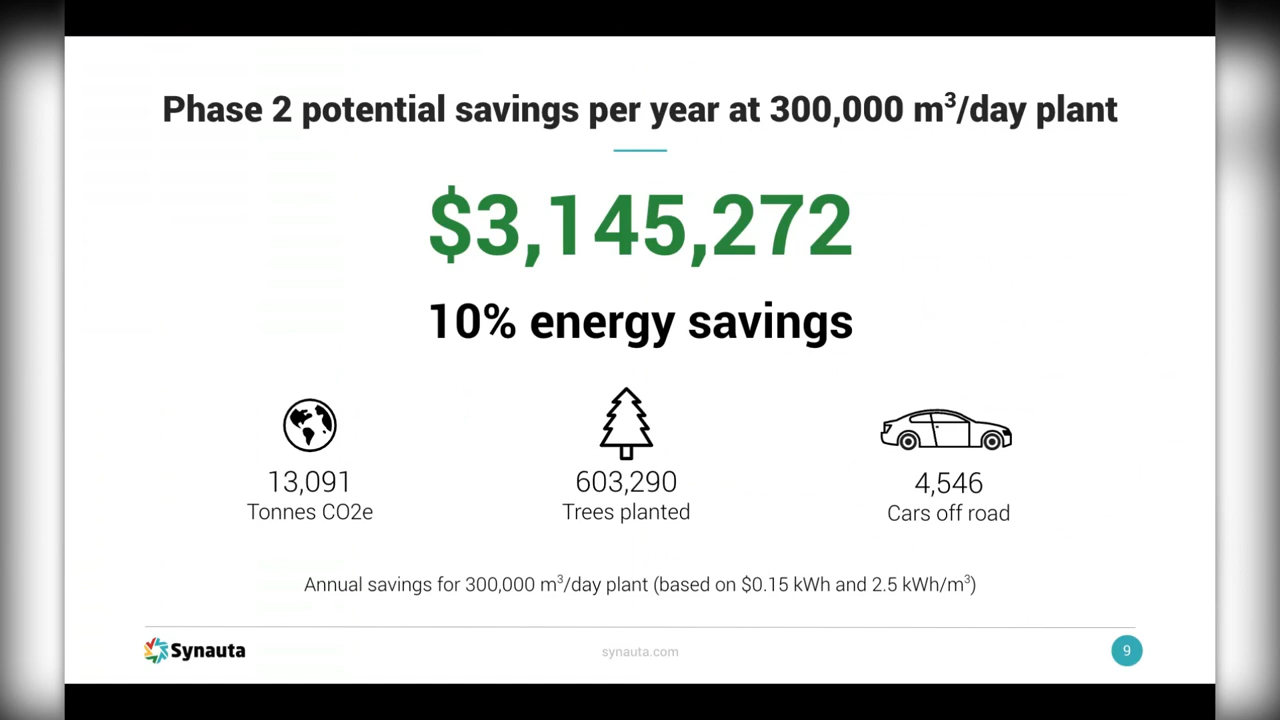 Phase 2 potential savings per year at 300,000 m³/day plant
$3,145,272
10% energy savings
13,091
Tonnes CO2e
603,290
Trees planted
4,546
Cars off road
Annual savings for 300,000 m³/day plant (based on $0.15 kWh and 2.5 kWh/m³)
Synauta
synauta.com
9